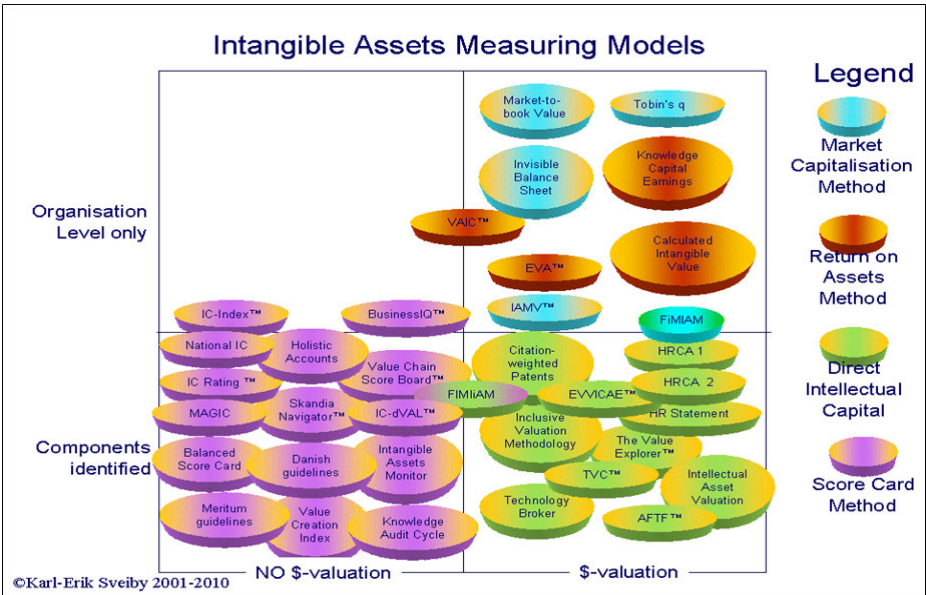 Intangible Assets Measuring Models
Legend
Market
Capitalisation
Method
Return on
Assets
Method
Direct
Intellectual
Capital
Score Card
Method
Organisation
Level only
Components
identified
Market-to-
book Value
Tobin's q
Invisible
Balance
Sheet
Knowledge
Capital
Earnings
VAIC™
Calculated
Intangible
Value
EVA™
IC-Index™
BusinessIQ™
IAMV™
FiMIAM
National IC
Holistic
Accounts
Value Chain
Score Board™
Citation-
weighted
Patents
HRCA 1
IC Rating ™
HRCA 2
FIMIiAM
EVVICAE™
MAGIC
Skandia
Navigator™
IC-dVAL™
Inclusive
Valuation
Methodology
HR Statement
Balanced
Score Card
Danish
guidelines
Intangible
Assets
Monitor
The Value
Explorer™
TVC™
Intellectual
Asset
Valuation
Meritum
guidelines
Value
Creation
Index
Knowledge
Audit Cycle
Technology
Broker
AFTF™
NO $-valuation
$-valuation
©Karl-Erik Sveiby 2001-2010